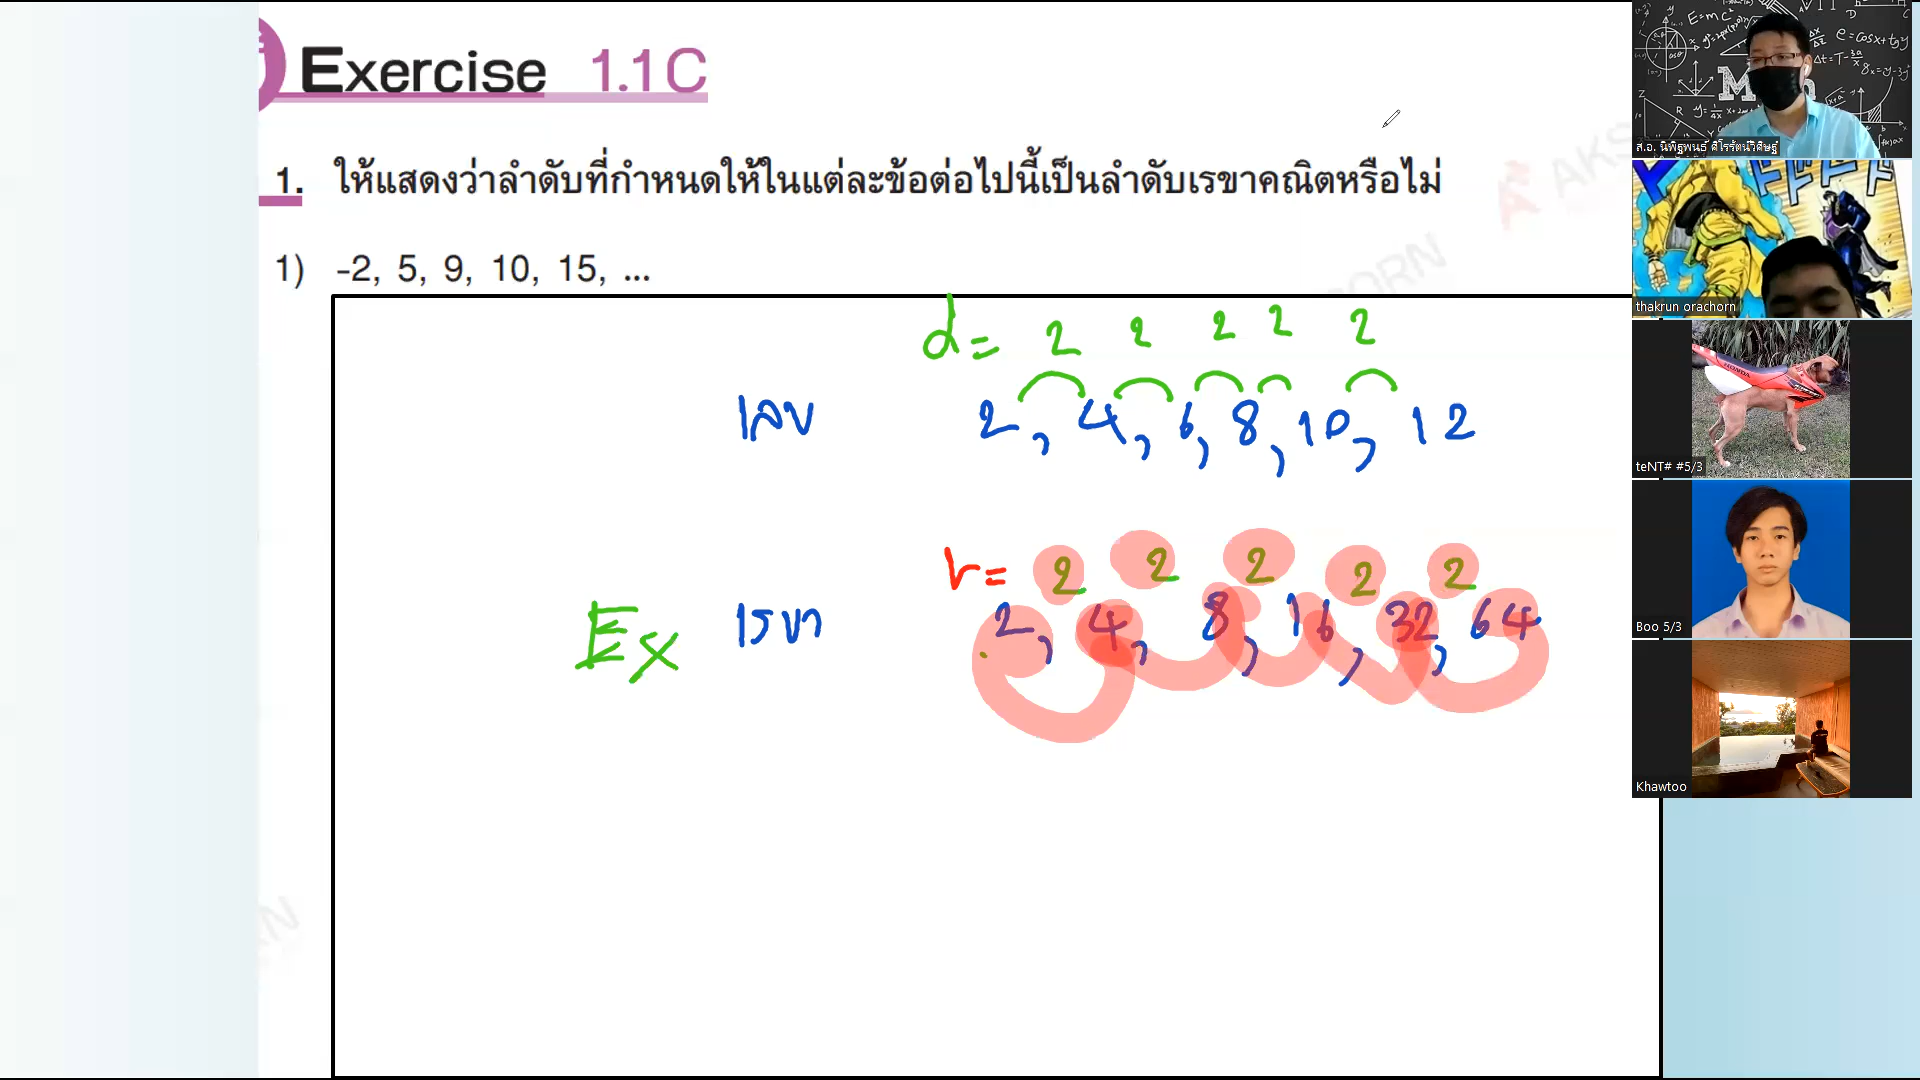 Exercise 1.1C
1. ให้แสดงว่าลำดับที่กำหนดให้ในแต่ละข้อต่อไปนี้เป็นลำดับเรขาคณิตหรือไม่
1) -2, 5, 9, 10, 15, ...
d = 2 2 2 2 2
เลข 2, 4, 6, 8, 10, 12
r = 2 2 2 2 2
Ex เรขา 2, 4, 8, 16, 32, 64
ส.อ. นิพิฐพนธ์ ศิโรรัตน์วิศิษฐ์
thakrun orachorn
teNT# #5/3
Boo 5/3
Khawtoo